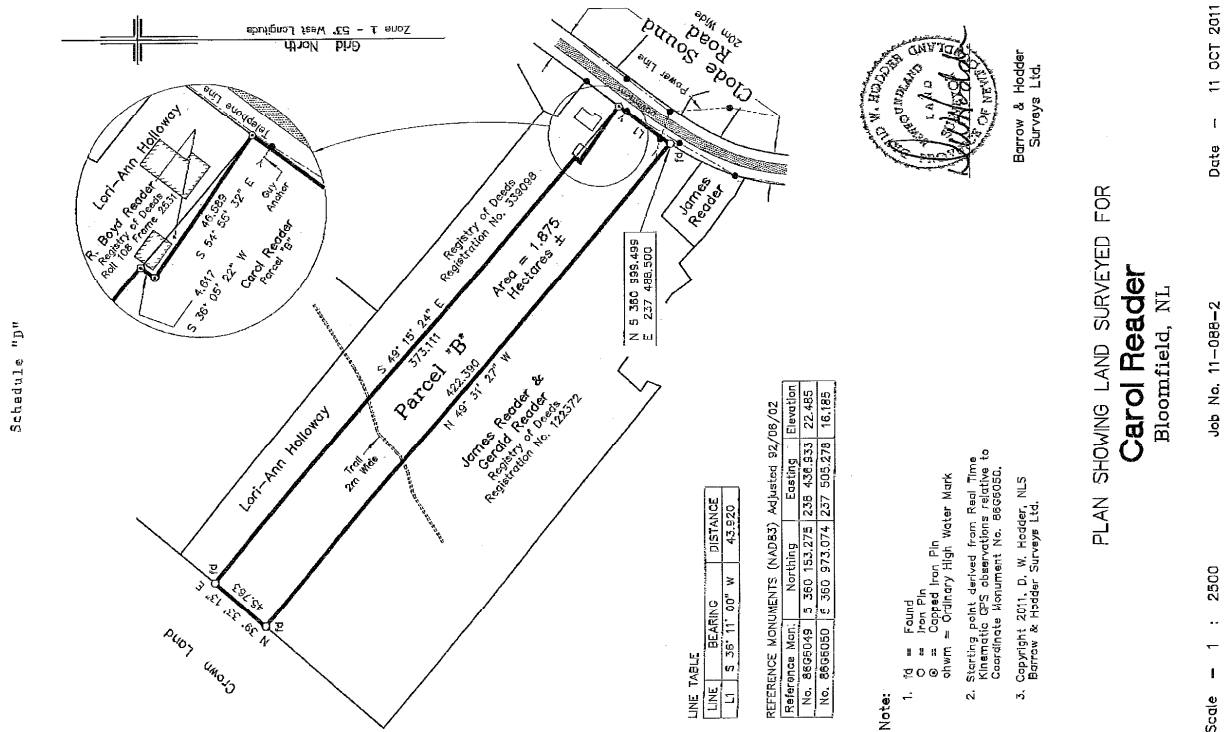 Schedule "D"
Grid North
Zone 1 - 53° West Longitude
Telephone Line
Lori-Ann Holloway
R. Boyd Reader
Registry of Deeds
Roll 108 Frame 2631
46.589
S 54° 55' 32" E
Guy
Anchor
4.617
S 36° 05' 22" W
Carol Reader
Parcel "B"
Clode Sound
Road
20m Wide
Power Line
L1
fd
James
Reader
Registry of Deeds
Registration No. 339098
Area = 1.875
Hectares ±
N 5 360 999.499
E 237 488.500
S 49° 15' 24" E
373.111
Parcel "B"
422.390
N 49° 31' 27" W
Lori-Ann Holloway
Trail
2m Wide
James Reader &
Gerald Reader
Registry of Deeds
Registration No. 122372
fd
N 39° 33' 13" E
45.763
fd
Crown Land
LINE TABLE
LINE BEARING DISTANCE
L1 S 36° 11' 00" W 43.920
REFERENCE MONUMENTS (NAD83) Adjusted 92/06/02
Reference Mon. Northing Easting Elevation
No. 86G6049 5 360 153.275 238 436.933 22.485
No. 86G6050 5 360 973.074 237 505.278 16.185
Note:
1. fd = Found
O = Iron Pin
= Capped Iron Pin
ohwm = Ordinary High Water Mark
2. Starting point derived from Real Time
Kinematic GPS observations relative to
Coordinate Monument No. 86G6050.
3. Copyright 2011, D. W. Hodder, NLS
Barrow & Hodder Surveys Ltd.
DAVID W. HODDER
NEWFOUNDLAND
LAND
Barrow & Hodder
Surveys Ltd.
PLAN SHOWING LAND SURVEYED FOR
Carol Reader
Bloomfield, NL
Scale - 1 : 2500
Job No. 11-088-2
Date - 11 OCT 2011